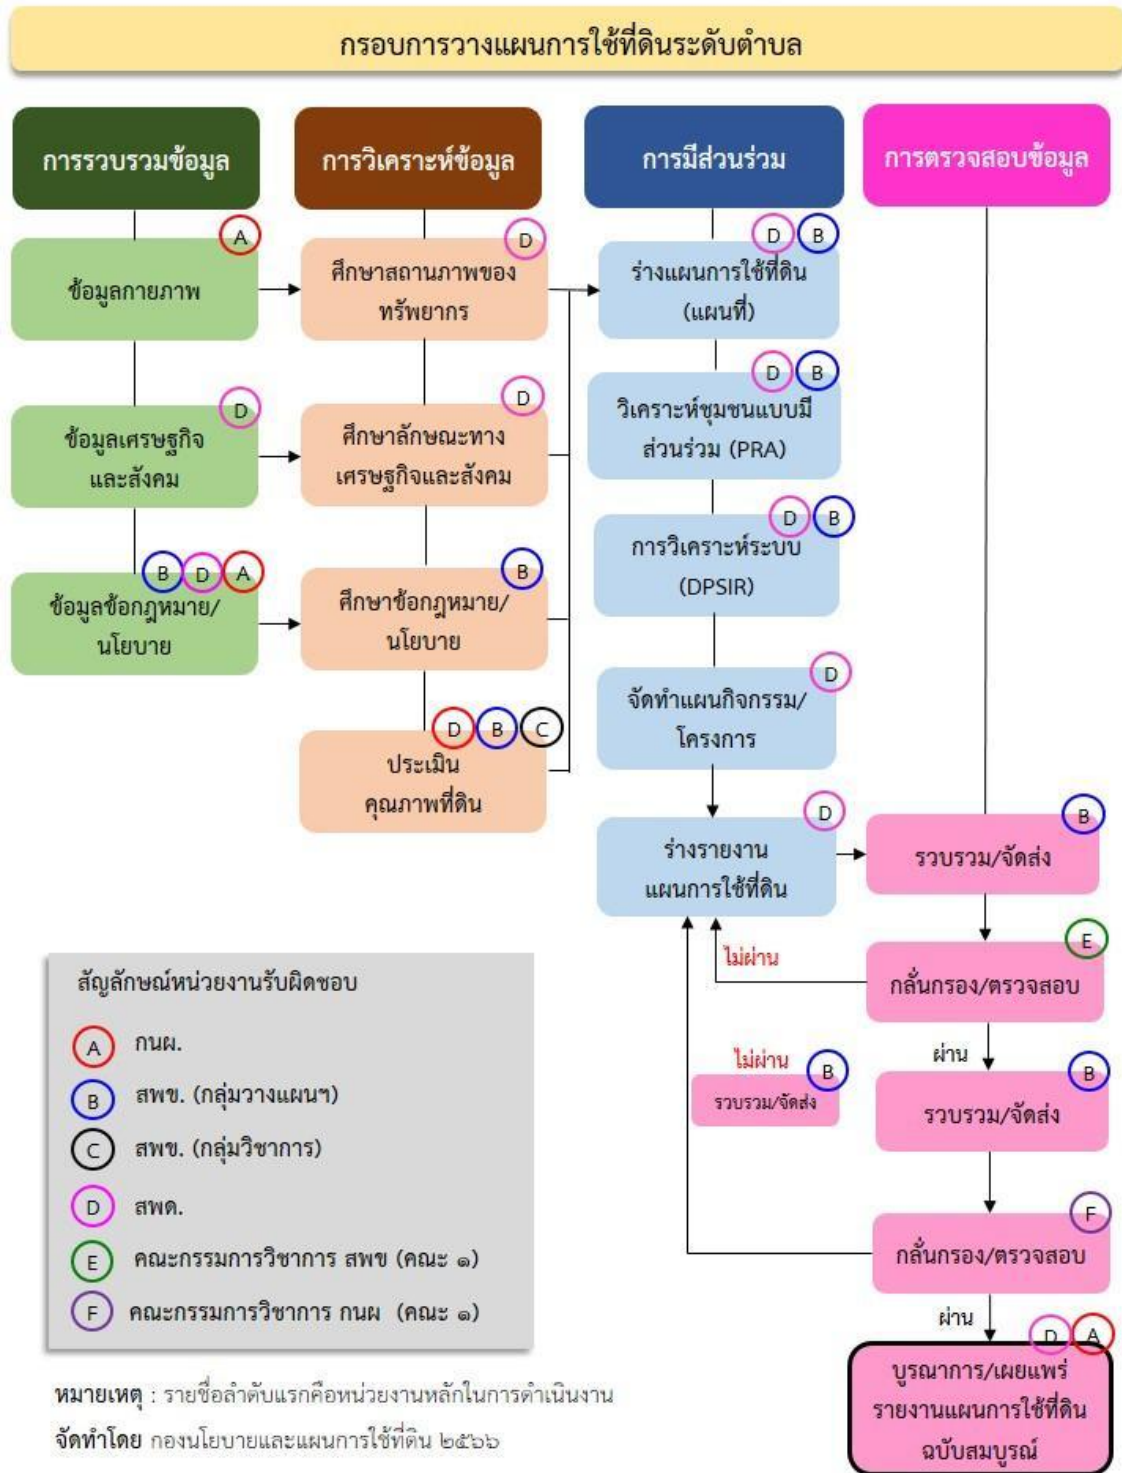 กรอบการวางแผนการใช้ที่ดินระดับตำบล
การรวบรวมข้อมูล
การวิเคราะห์ข้อมูล
การมีส่วนร่วม
การตรวจสอบข้อมูล
A
ข้อมูลกายภาพ
D
ข้อมูลเศรษฐกิจ
และสังคม
B D A
ข้อมูลข้อกฎหมาย/
นโยบาย
D
ศึกษาสถานภาพของ
ทรัพยากร
D
ศึกษาลักษณะทาง
เศรษฐกิจและสังคม
B
ศึกษาข้อกฎหมาย/
นโยบาย
D B C
ประเมิน
คุณภาพที่ดิน
D B
ร่างแผนการใช้ที่ดิน
(แผนที่)
D B
วิเคราะห์ชุมชนแบบมี
ส่วนร่วม (PRA)
D B
การวิเคราะห์ระบบ
(DPSIR)
D
จัดทำแผนกิจกรรม/
โครงการ
D
ร่างรายงาน
แผนการใช้ที่ดิน
B
รวบรวม/จัดส่ง
E
กลั่นกรอง/ตรวจสอบ
ไม่ผ่าน
ผ่าน
B
รวบรวม/จัดส่ง
ไม่ผ่าน
B
รวบรวม/จัดส่ง
F
กลั่นกรอง/ตรวจสอบ
ผ่าน
D A
บูรณาการ/เผยแพร่
รายงานแผนการใช้ที่ดิน
ฉบับสมบูรณ์
สัญลักษณ์หน่วยงานรับผิดชอบ
A กนผ.
B สพข. (กลุ่มวางแผนฯ)
C สพข. (กลุ่มวิชาการ)
D สพด.
E คณะกรรมการวิชาการ สพข (คณะ ๑)
F คณะกรรมการวิชาการ กนผ (คณะ ๑)
หมายเหตุ : รายชื่อลำดับแรกคือหน่วยงานหลักในการดำเนินงาน
จัดทำโดย กองนโยบายและแผนการใช้ที่ดิน ๒๕๖๖